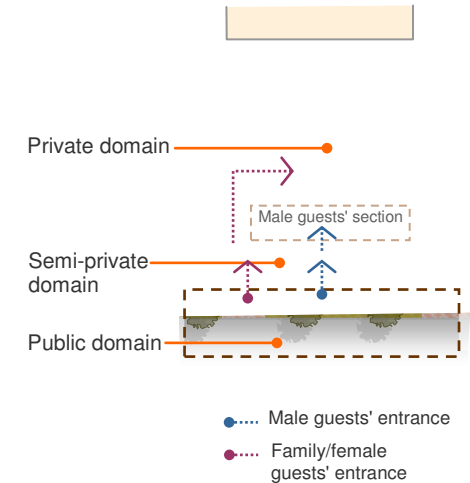 Private domain
Male guests' section
Semi-private
domain
Public domain
Male guests' entrance
Family/female
guests' entrance